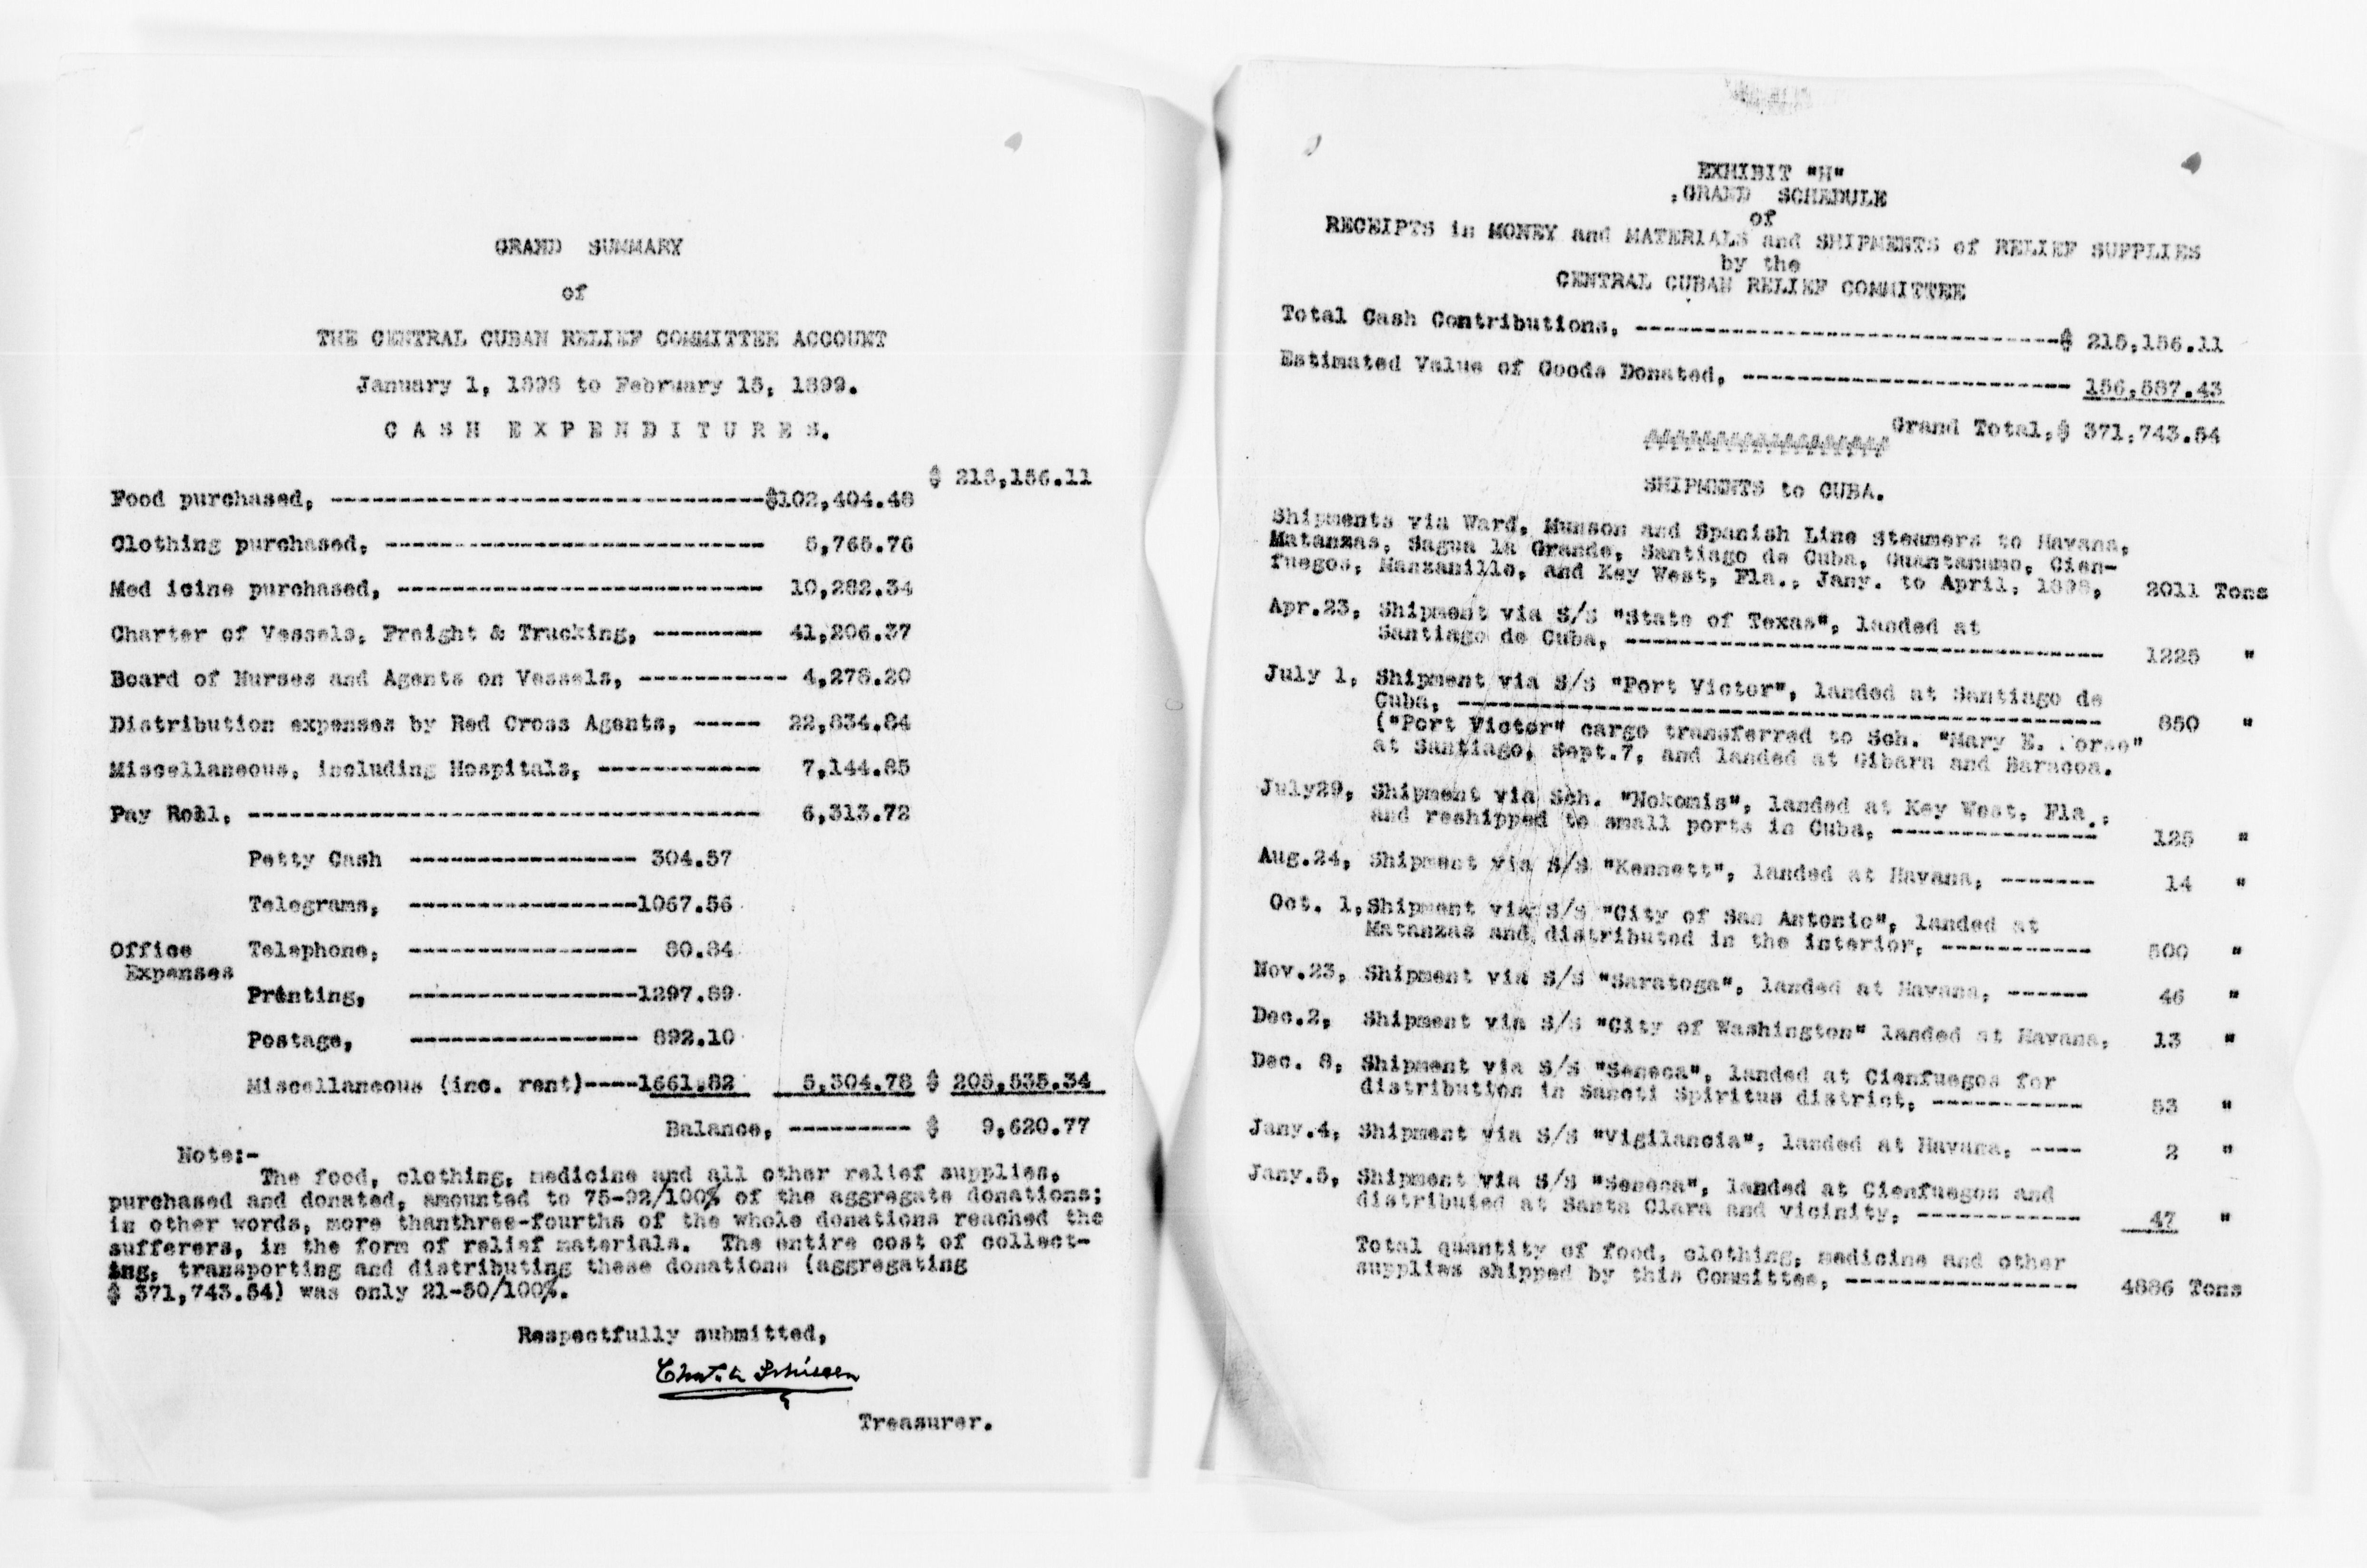 GRAND SUMMARY
of
THE CENTRAL CUBAN RELIEF COMMITTEE ACCOUNT
January 1, 1898 to February 15, 1899.
C A S H E X P E N D I T U R E S.
$ 215,156.11
Food purchased, --------------------------------$102,404.48
Clothing purchased, ---------------------------- 5,765.76
Med icine purchased, --------------------------- 10,282.34
Charter of Vessels, Freight & Trucking, -------- 41,206.37
Board of Nurses and Agents on Vessels, ----------- 4,278.20
Distribution expenses by Red Cross Agents, ----- 22,834.84
Miscellaneous, including Hospitals, ------------ 7,144.85
Pay Roll, -------------------------------------- 6,313.72
Petty Cash ----------------- 304.57
Telegrams, -----------------1067.56
Office Telephone, ----------------- 80.84
Expenses
Printing, -----------------1297.89
Postage, ----------------- 892.10
Miscellaneous (inc. rent)----1661.82 5,304.78 $ 205,535.34
Balance, --------- $ 9,620.77
Note:-
The food, clothing, medicine and all other relief supplies,
purchased and donated, amounted to 75-92/100% of the aggregate donations;
in other words, more thanthree-fourths of the whole donations reached the
sufferers, in the form of relief materials. The entire cost of collect-
ing, transporting and distributing these donations (aggregating
$ 371,743.54) was only 21-50/100%.
Respectfully submitted,
Treasurer.
EXHIBIT "H"
GRAND SCHEDULE
of
RECEIPTS in MONEY and MATERIALS and SHIPMENTS of RELIEF SUPPLIES
by the
CENTRAL CUBAN RELIEF COMMITTEE
Total Cash Contributions, -------------------------------$ 215,156.11
Estimated Value of Goods Donated, ------------------------ 156,587.43
Grand Total,$ 371,743.54
##################
SHIPMENTS to CUBA.
Shipments via Ward, Munson and Spanish Line steamers to Havana,
Matanzas, Sagua la Grande, Santiago de Cuba, Guantanamo, Cien-
fuegos, Manzanillo, and Key West, Fla., Jany. to April, 1898, 2011 Tons
Apr.23, Shipment via S/S "State of Texas", landed at
Santiago de Cuba, ----------------------------------- 1225 "
July 1, Shipment via S/S "Port Victor", landed at Santiago de
Cuba, ----------------------------------------------- 850 "
("Port Victor" cargo transferred to Sch. "Mary E. Morse"
at Santiago, Sept.7, and landed at Gibara and Baracoa.
July29, Shipment via Sch. "Nokomis", landed at Key West, Fla.,
and reshipped to small ports in Cuba, ----------------- 125 "
Aug.24, Shipment via S/S "Kennett", landed at Havana, ------- 14 "
Oct. 1,Shipment via S/S "City of San Antonio", landed at
Matanzas and distributed in the interior, ----------- 500 "
Nov.23, Shipment via S/S "Saratoga", landed at Havana, ------ 46 "
Dec.2, Shipment via S/S "City of Washington" landed at Havana, 13 "
Dec. 8, Shipment via S/S "Seneca", landed at Cienfuegos for
distribution in Sancti Spiritus district, ----------- 53 "
Jany.4, Shipment via S/S "Vigilancia", landed at Havana, ---- 2 "
Jany.5, Shipment via S/S "Seneca", landed at Cienfuegos and
distributed at Santa Clara and vicinity, ------------ 47 "
Total quantity of food, clothing, medicine and other
supplies shipped by this Committee, ----------------- 4886 Tons